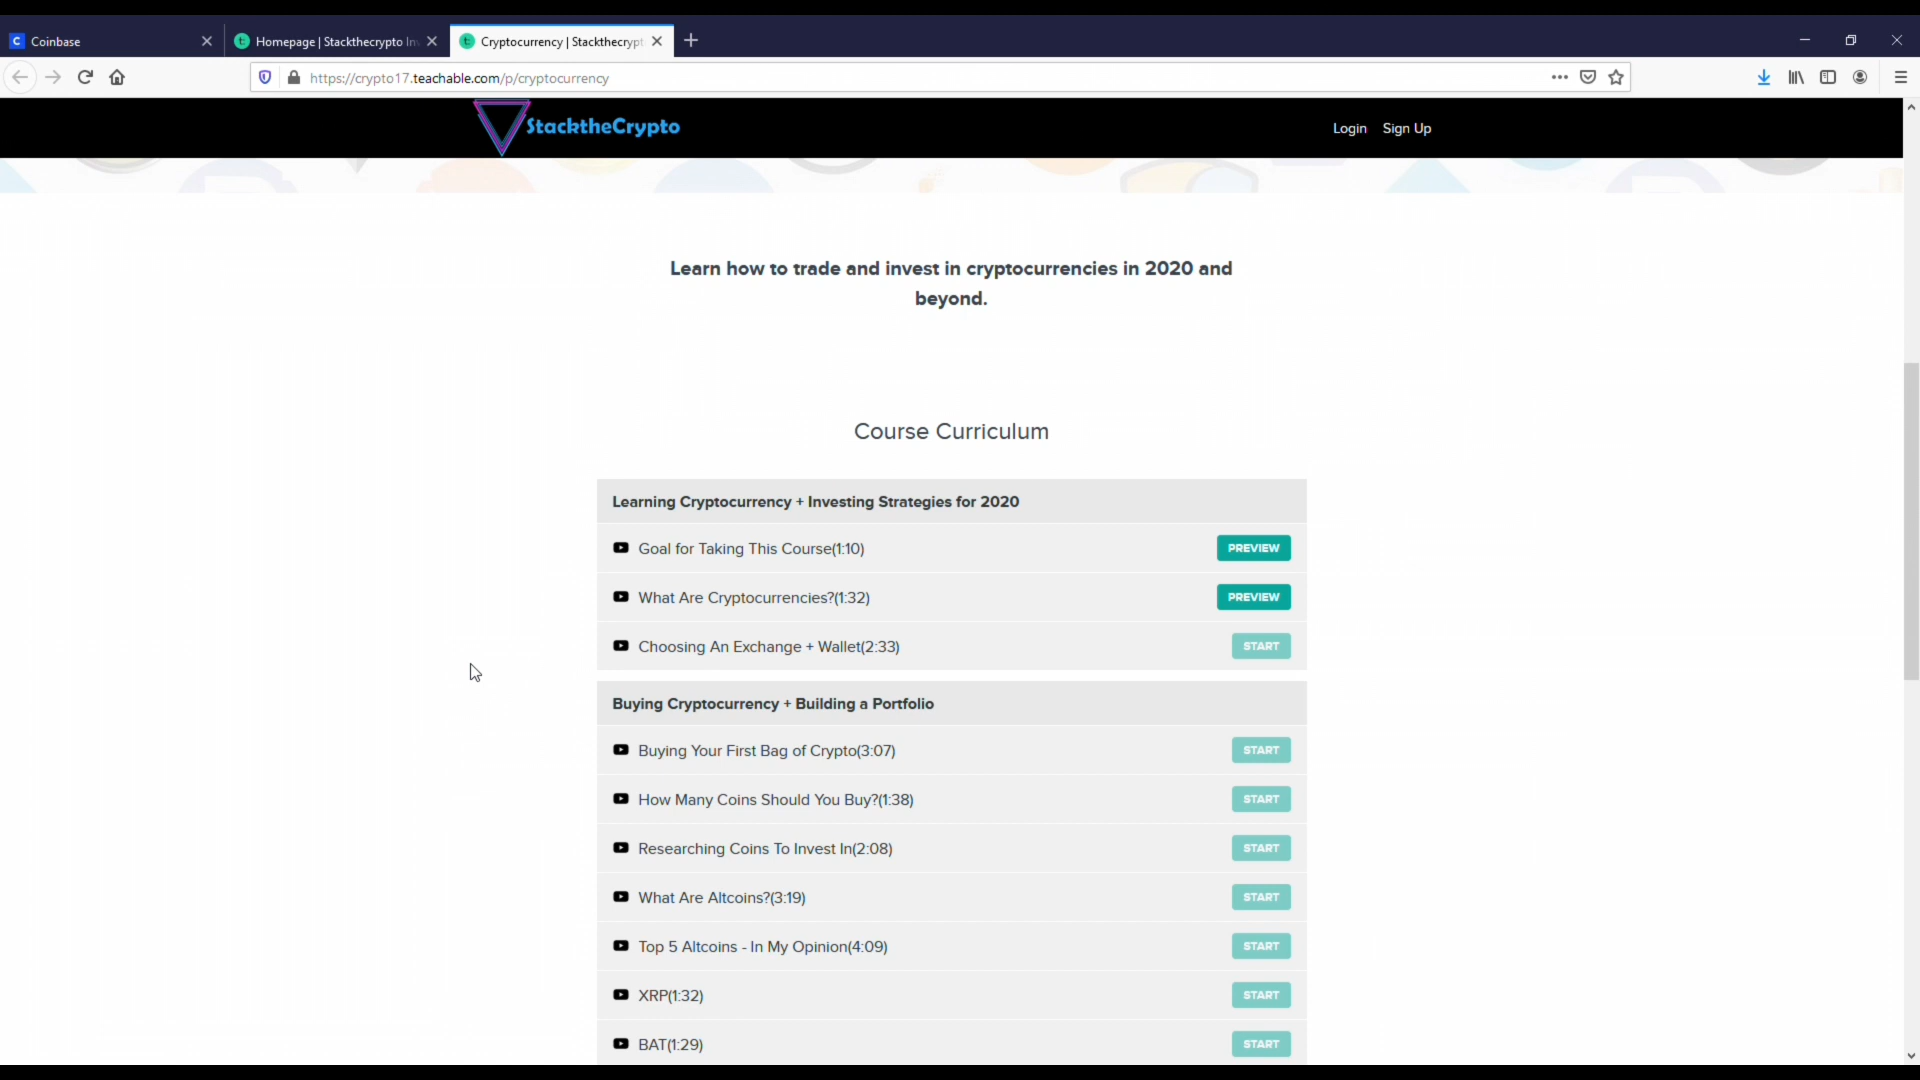 Coinbase
Homepage | Stackthecrypto In
Cryptocurrency | Stackthecrypt
https://crypto17.teachable.com/p/cryptocurrency
StacktheCrypto
Login Sign Up
Learn how to trade and invest in cryptocurrencies in 2020 and
beyond.
Course Curriculum
Learning Cryptocurrency + Investing Strategies for 2020
Goal for Taking This Course(1:10) PREVIEW
What Are Cryptocurrencies?(1:32) PREVIEW
Choosing An Exchange + Wallet(2:33) START
Buying Cryptocurrency + Building a Portfolio
Buying Your First Bag of Crypto(3:07) START
How Many Coins Should You Buy?(1:38) START
Researching Coins To Invest In(2:08) START
What Are Altcoins?(3:19) START
Top 5 Altcoins - In My Opinion(4:09) START
XRP(1:32) START
BAT(1:29) START